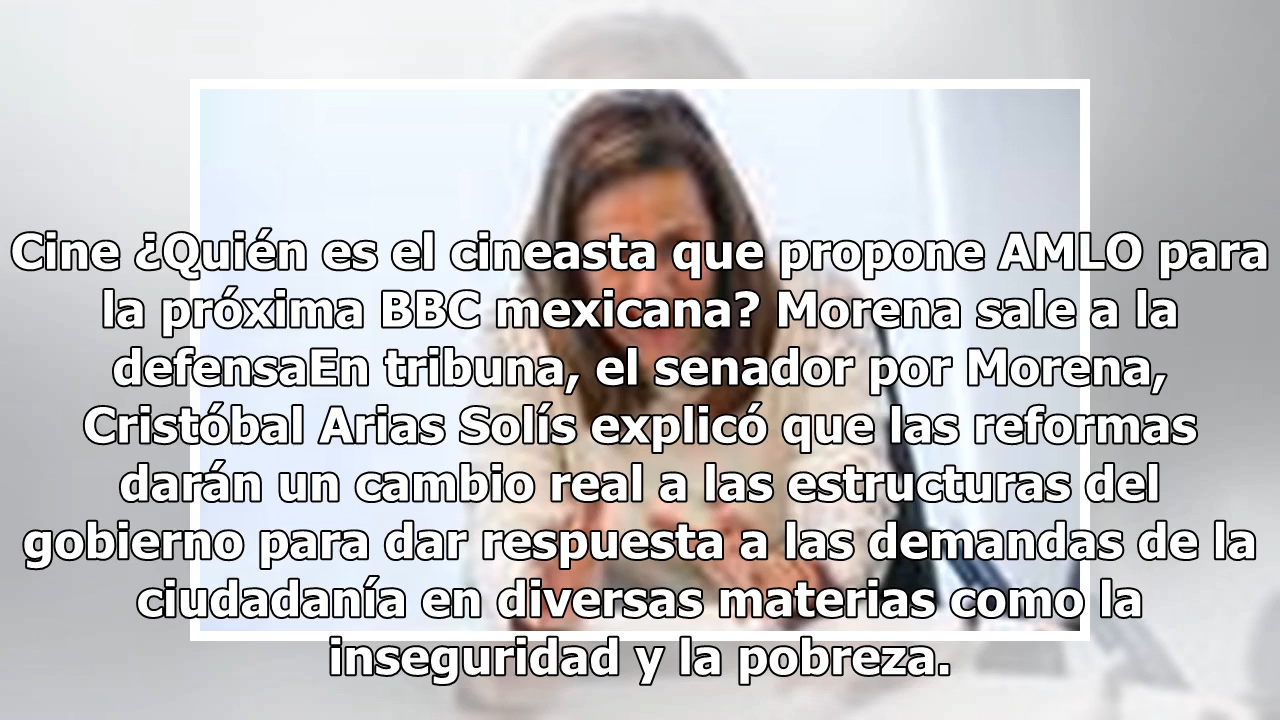 Cine ¿Quién es el cineasta que propone AMLO para
la próxima BBC mexicana? Morena sale a la
defensaEn tribuna, el senador por Morena,
Cristóbal Arias Solís explicó que las reformas
darán un cambio real a las estructuras del
gobierno para dar respuesta a las demandas de la
ciudadanía en diversas materias como la
inseguridad y la pobreza.